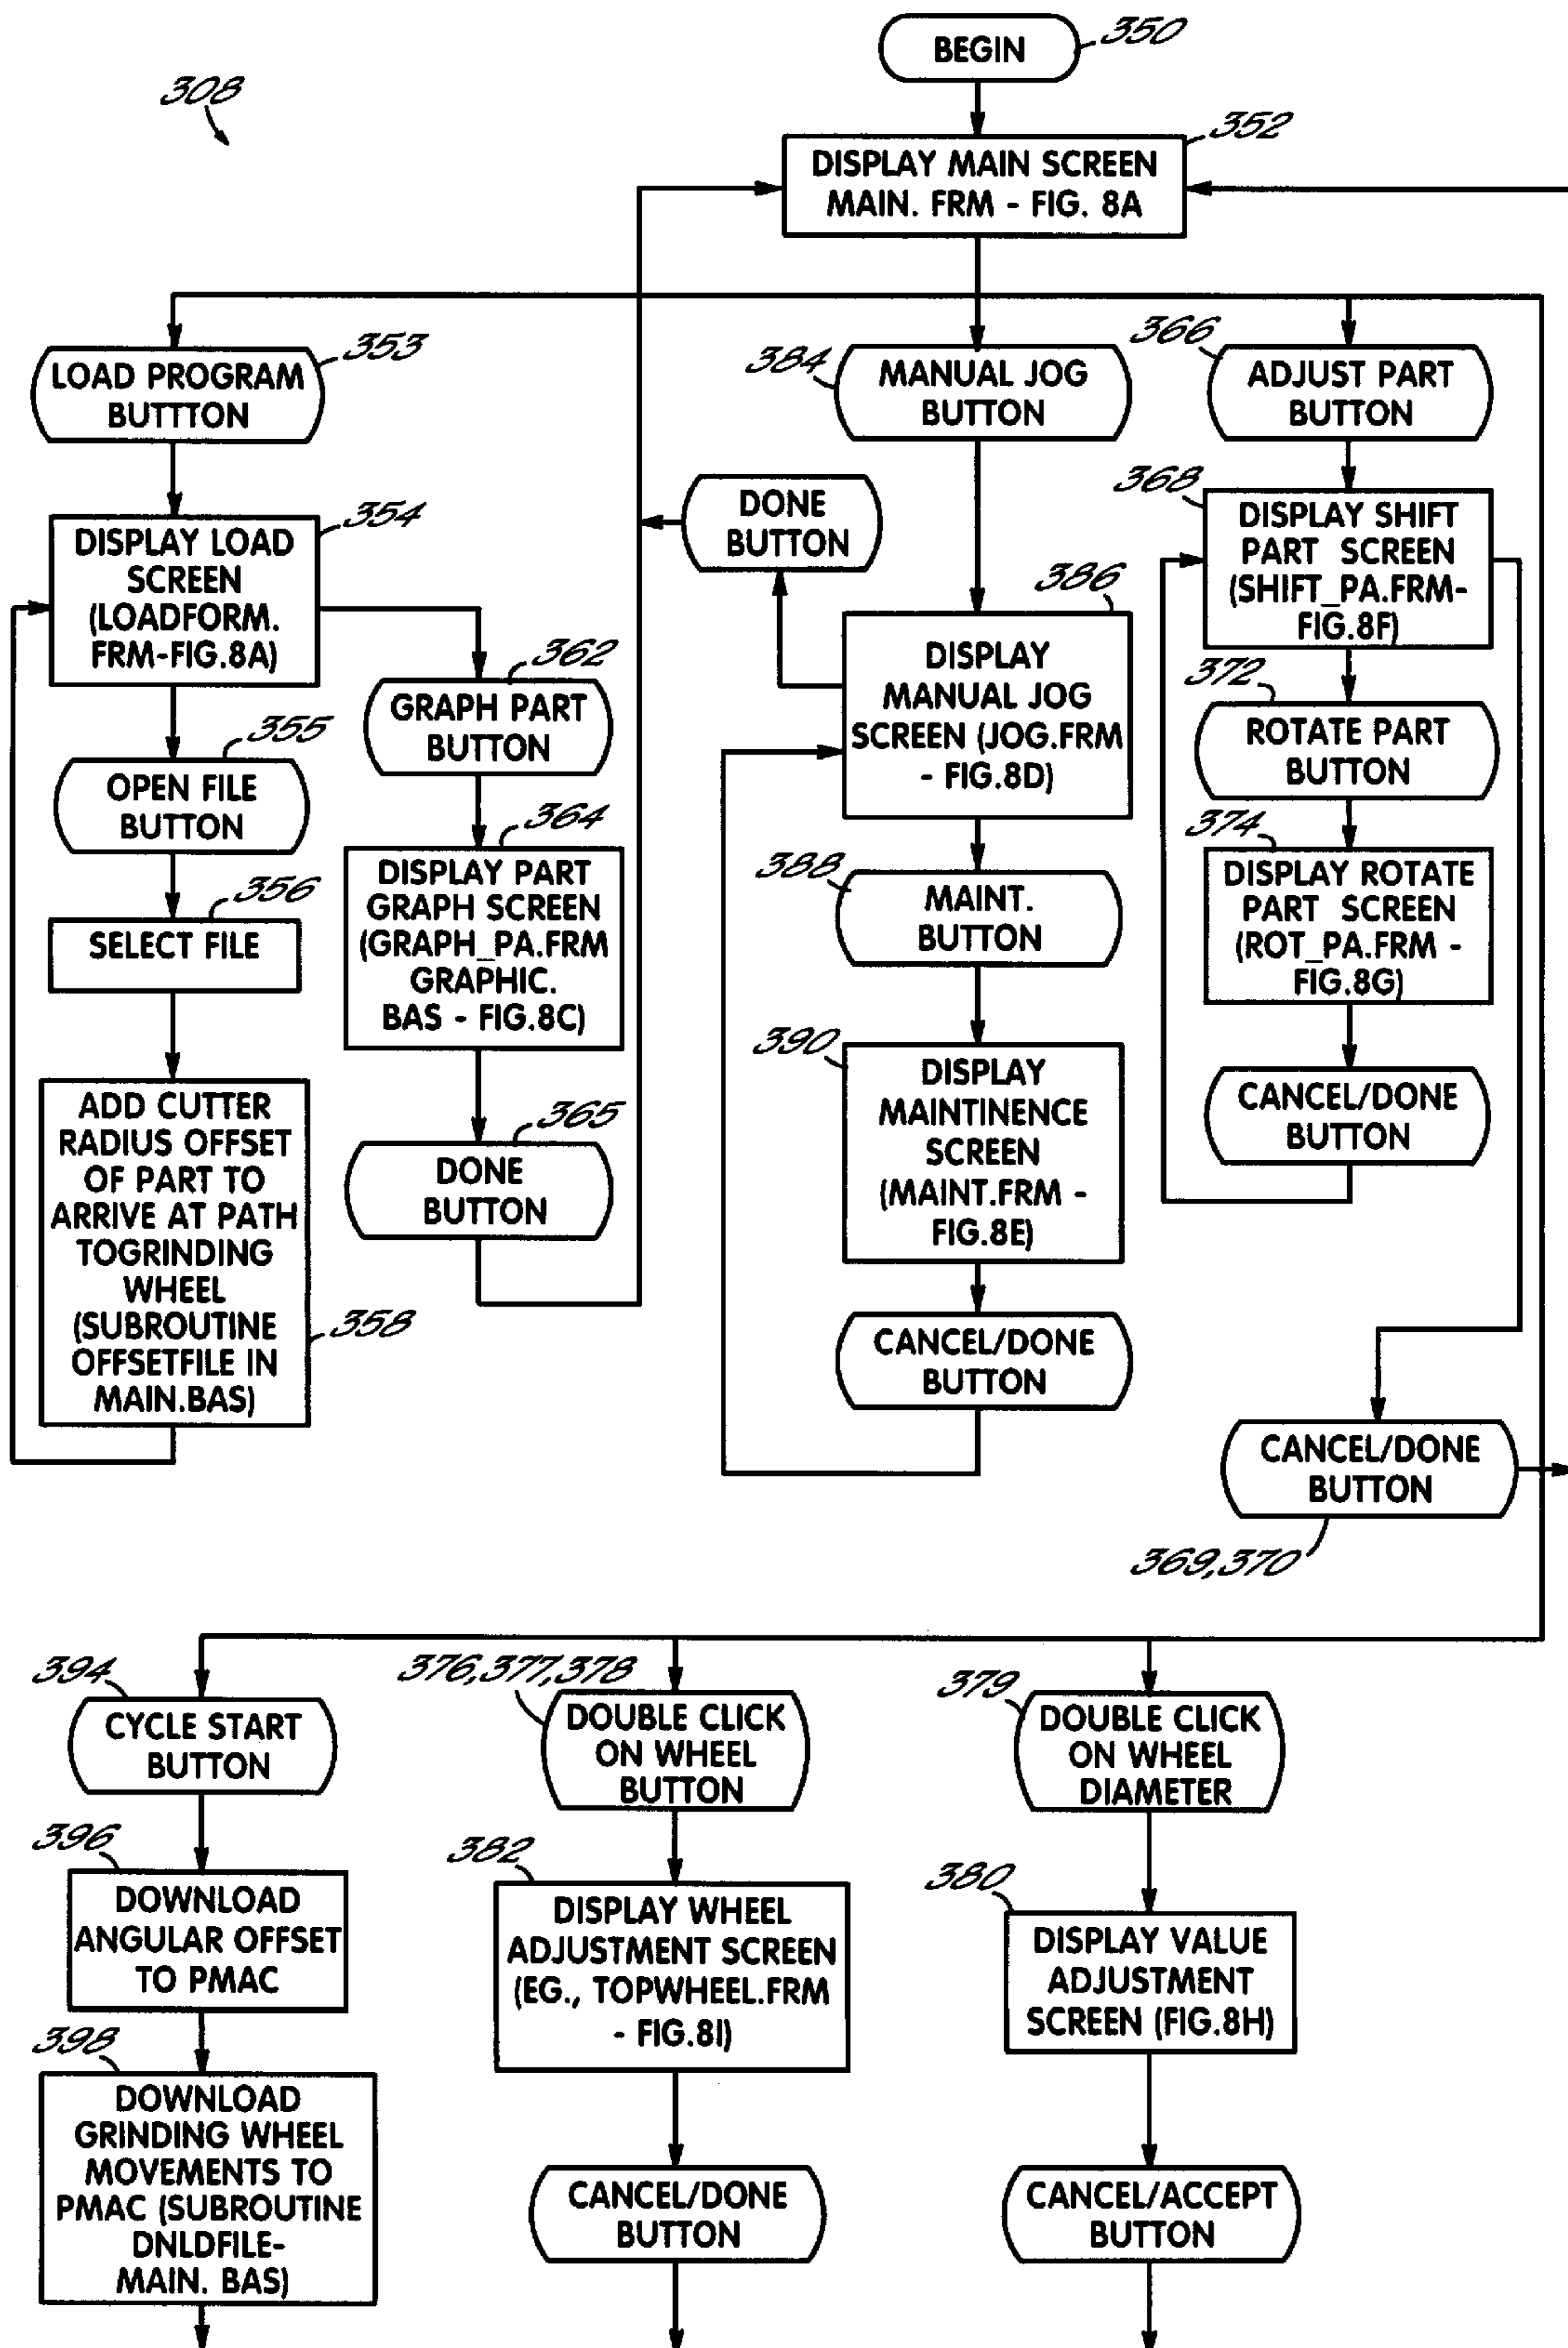 BEGIN
350
308
352
DISPLAY MAIN SCREEN
MAIN. FRM - FIG. 8A
353
LOAD PROGRAM
BUTTTON
354
DISPLAY LOAD
SCREEN
(LOADFORM.
FRM-FIG.8A)
355
OPEN FILE
BUTTON
356
SELECT FILE
ADD CUTTER
RADIUS OFFSET
OF PART TO
ARRIVE AT PATH
TOGRINDING
WHEEL
(SUBROUTINE
OFFSETFILE IN
MAIN.BAS)
358
362
GRAPH PART
BUTTON
364
DISPLAY PART
GRAPH SCREEN
(GRAPH_PA.FRM
GRAPHIC.
BAS - FIG.8C)
365
DONE
BUTTON
384
MANUAL JOG
BUTTON
DONE
BUTTON
386
DISPLAY
MANUAL JOG
SCREEN (JOG.FRM
- FIG.8D)
388
MAINT.
BUTTON
390
DISPLAY
MAINTINENCE
SCREEN
(MAINT.FRM -
FIG.8E)
CANCEL/DONE
BUTTON
366
ADJUST PART
BUTTON
368
DISPLAY SHIFT
PART SCREEN
(SHIFT_PA.FRM-
FIG.8F)
372
ROTATE PART
BUTTON
374
DISPLAY ROTATE
PART SCREEN
(ROT_PA.FRM -
FIG.8G)
CANCEL/DONE
BUTTON
CANCEL/DONE
BUTTON
369,370
394
CYCLE START
BUTTON
396
DOWNLOAD
ANGULAR OFFSET
TO PMAC
398
DOWNLOAD
GRINDING WHEEL
MOVEMENTS TO
PMAC (SUBROUTINE
DNLDFILE-
MAIN. BAS)
376,377,378
DOUBLE CLICK
ON WHEEL
BUTTON
382
DISPLAY WHEEL
ADJUSTMENT SCREEN
(EG., TOPWHEEL.FRM
- FIG.8I)
CANCEL/DONE
BUTTON
379
DOUBLE CLICK
ON WHEEL
DIAMETER
380
DISPLAY VALUE
ADJUSTMENT
SCREEN (FIG.8H)
CANCEL/ACCEPT
BUTTON